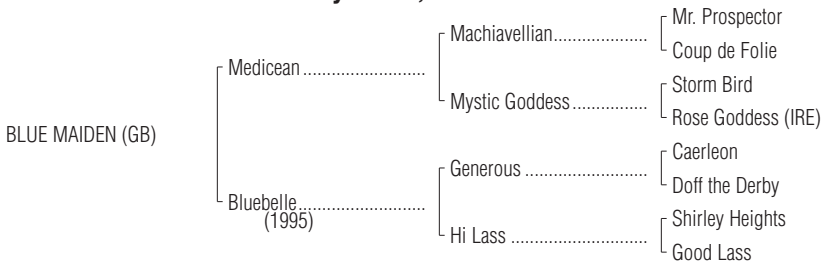 Mr. Prospector
Machiavellian
Coup de Folie
Medicean
Storm Bird
Mystic Goddess
Rose Goddess (IRE)
BLUE MAIDEN (GB)
Caerleon
Generous
Doff the Derby
Bluebelle
(1995)
Shirley Heights
Hi Lass
Good Lass